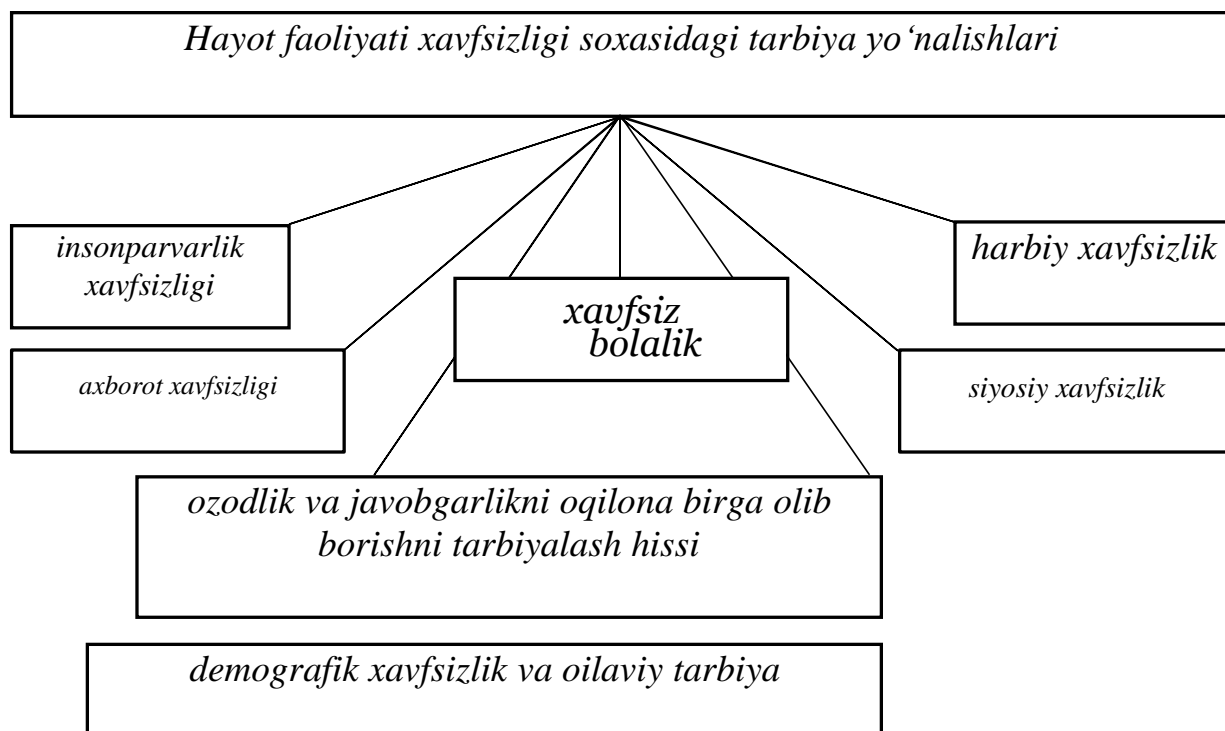 Hayot faoliyati xavfsizligi soxasidagi tarbiya yo‘nalishlari
insonparvarlik
xavfsizligi
harbiy xavfsizlik
xavfsiz
bolalik
axborot xavfsizligi
siyosiy xavfsizlik
ozodlik va javobgarlikni oqilona birga olib
borishni tarbiyalash hissi
demografik xavfsizlik va oilaviy tarbiya